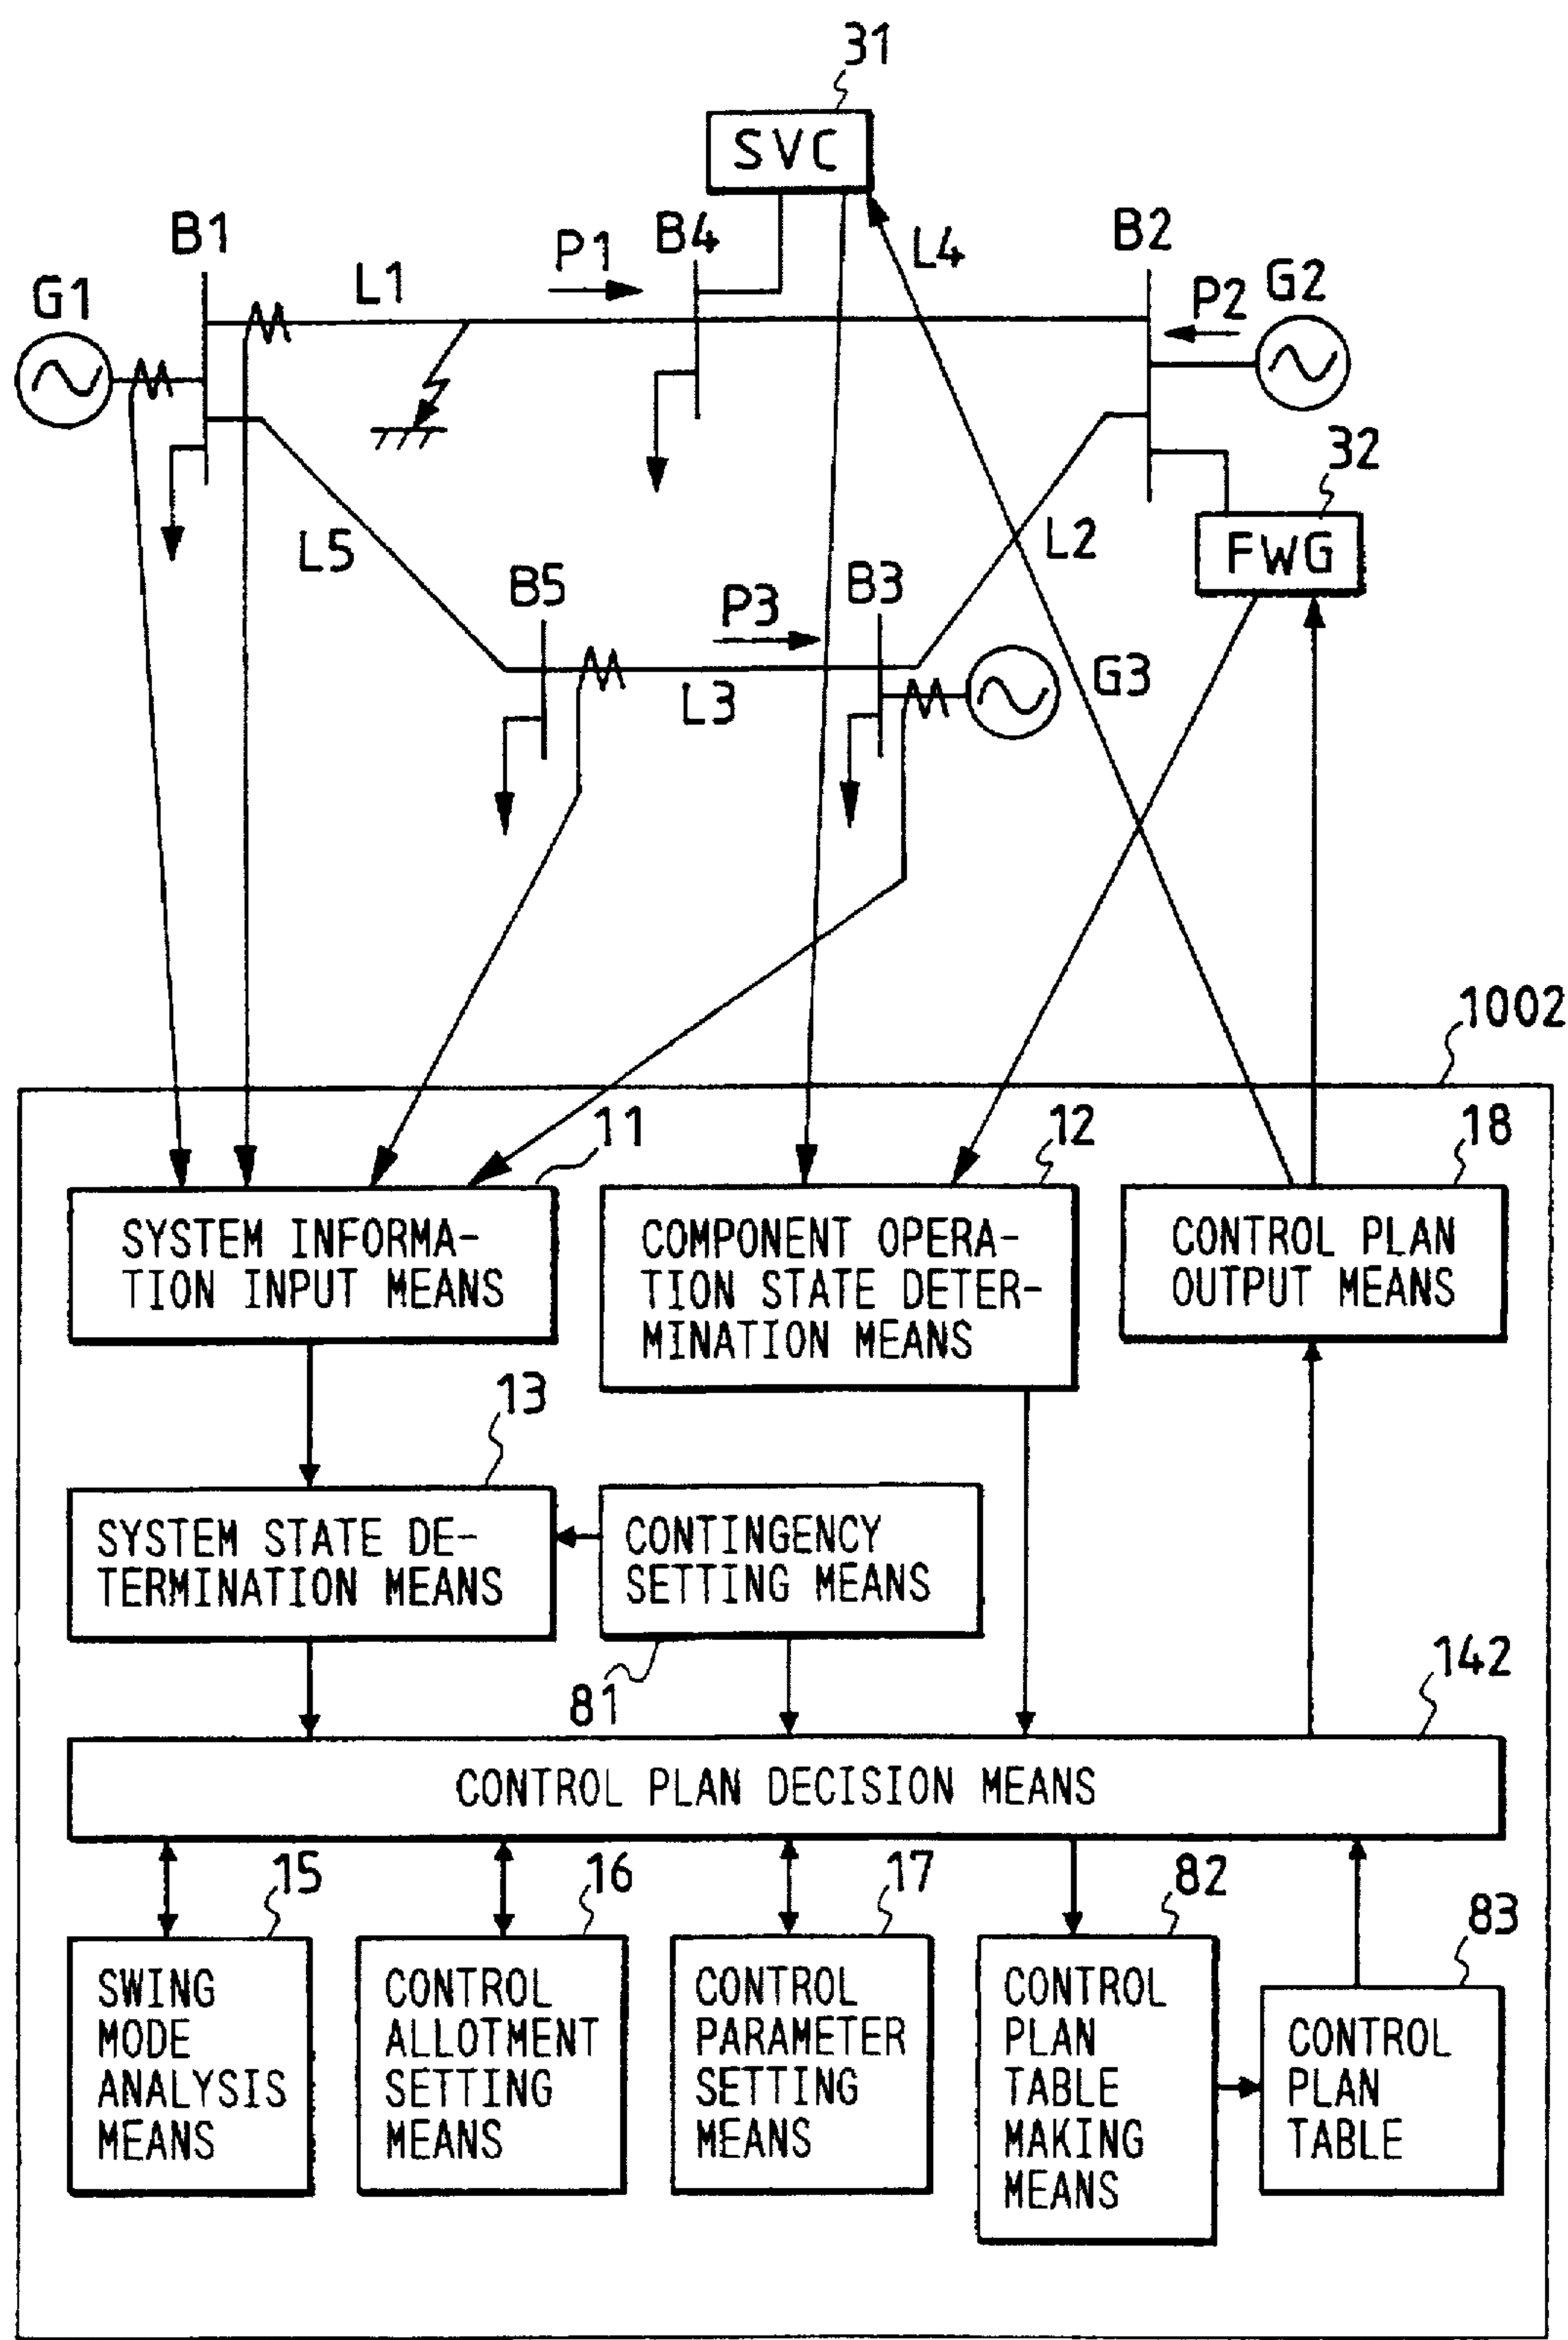 31
SVC
B1
P1
B4
L4
B2
G1
L1
P2
G2
32
FWG
L5
L2
B5
P3
B3
L3
G3
1002
11
12
18
SYSTEM INFORMA-
TION INPUT MEANS
COMPONENT OPERA-
TION STATE DETER-
MINATION MEANS
CONTROL PLAN
OUTPUT MEANS
13
SYSTEM STATE DE-
TERMINATION MEANS
CONTINGENCY
SETTING MEANS
81
142
CONTROL PLAN DECISION MEANS
15
16
17
82
83
SWING
MODE
ANALYSIS
MEANS
CONTROL
ALLOTMENT
SETTING
MEANS
CONTROL
PARAMETER
SETTING
MEANS
CONTROL
PLAN
TABLE
MAKING
MEANS
CONTROL
PLAN
TABLE